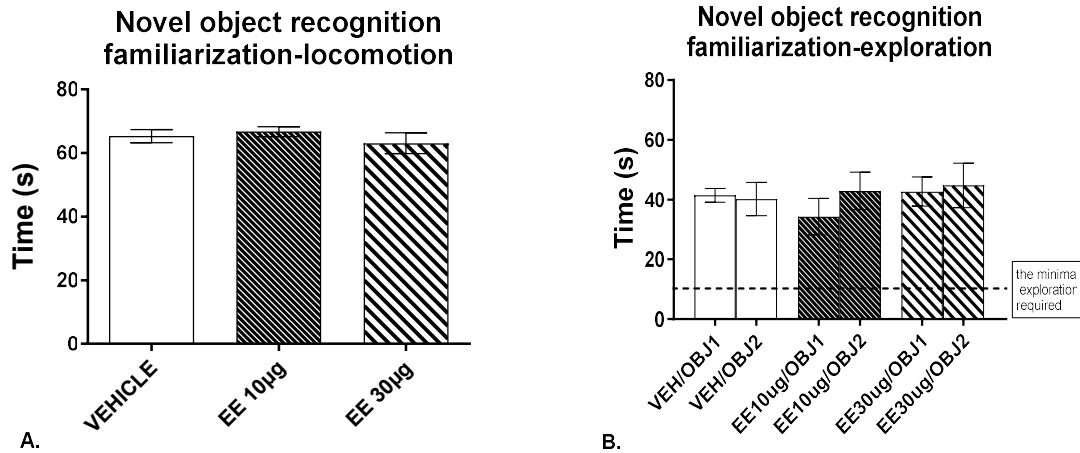 Novel object recognition
familiarization-locomotion
80
60
40
20
0
Time (s)
VEHICLE
EE 10µg
EE 30µg
A.
Novel object recognition
familiarization-exploration
80
60
40
20
0
Time (s)
the minima
exploration
required
VEH/OBJ1
VEH/OBJ2
EE10ug/OBJ1
EE10ug/OBJ2
EE30ug/OBJ1
EE30ug/OBJ2
B.